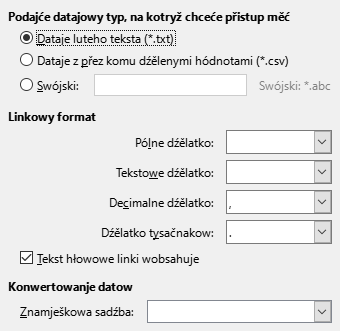 Podajće datajowy typ, na kotryž chceće přistup měć
Dataje luteho teksta (*.txt)
Dataje z přez komu dźělenymi hódnotami (*.csv)
Swójski: Swójski: *.abc
Linkowy format
Pólne dźělatko:
Tekstowe dźělatko:
Decimalne dźělatko: ,
Dźělatko tysačnakow: .
Tekst hłowowe linki wobsahuje
Konwertowanje datow
Znamješkowa sadźba: